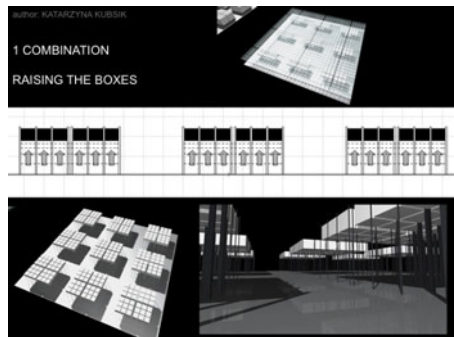 author: KATARZYNA KUBSIK
1 COMBINATION
RAISING THE BOXES